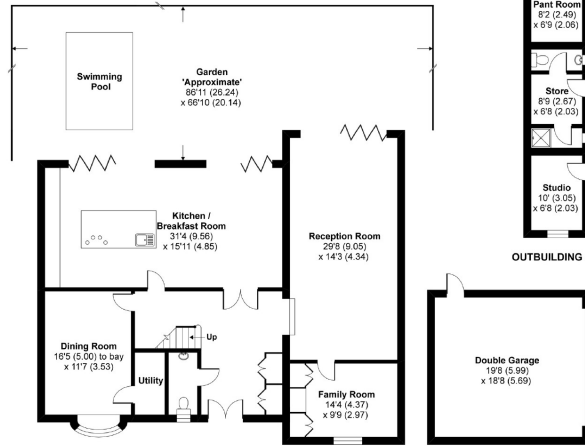 Swimming
Pool
Garden
'Approximate'
86'11 (26.24)
x 66'10 (20.14)
Kitchen /
Breakfast Room
31'4 (9.56)
x 15'11 (4.85)
Reception Room
29'8 (9.05)
x 14'3 (4.34)
Dining Room
16'5 (5.00) to bay
x 11'7 (3.53)
Up
Utility
Family Room
14'4 (4.37)
x 9'9 (2.97)
Pant Room
8'2 (2.49)
x 6'9 (2.06)
Store
8'9 (2.67)
x 6'8 (2.03)
Studio
10' (3.05)
x 6'8 (2.03)
OUTBUILDING
Double Garage
19'8 (5.99)
x 18'8 (5.69)